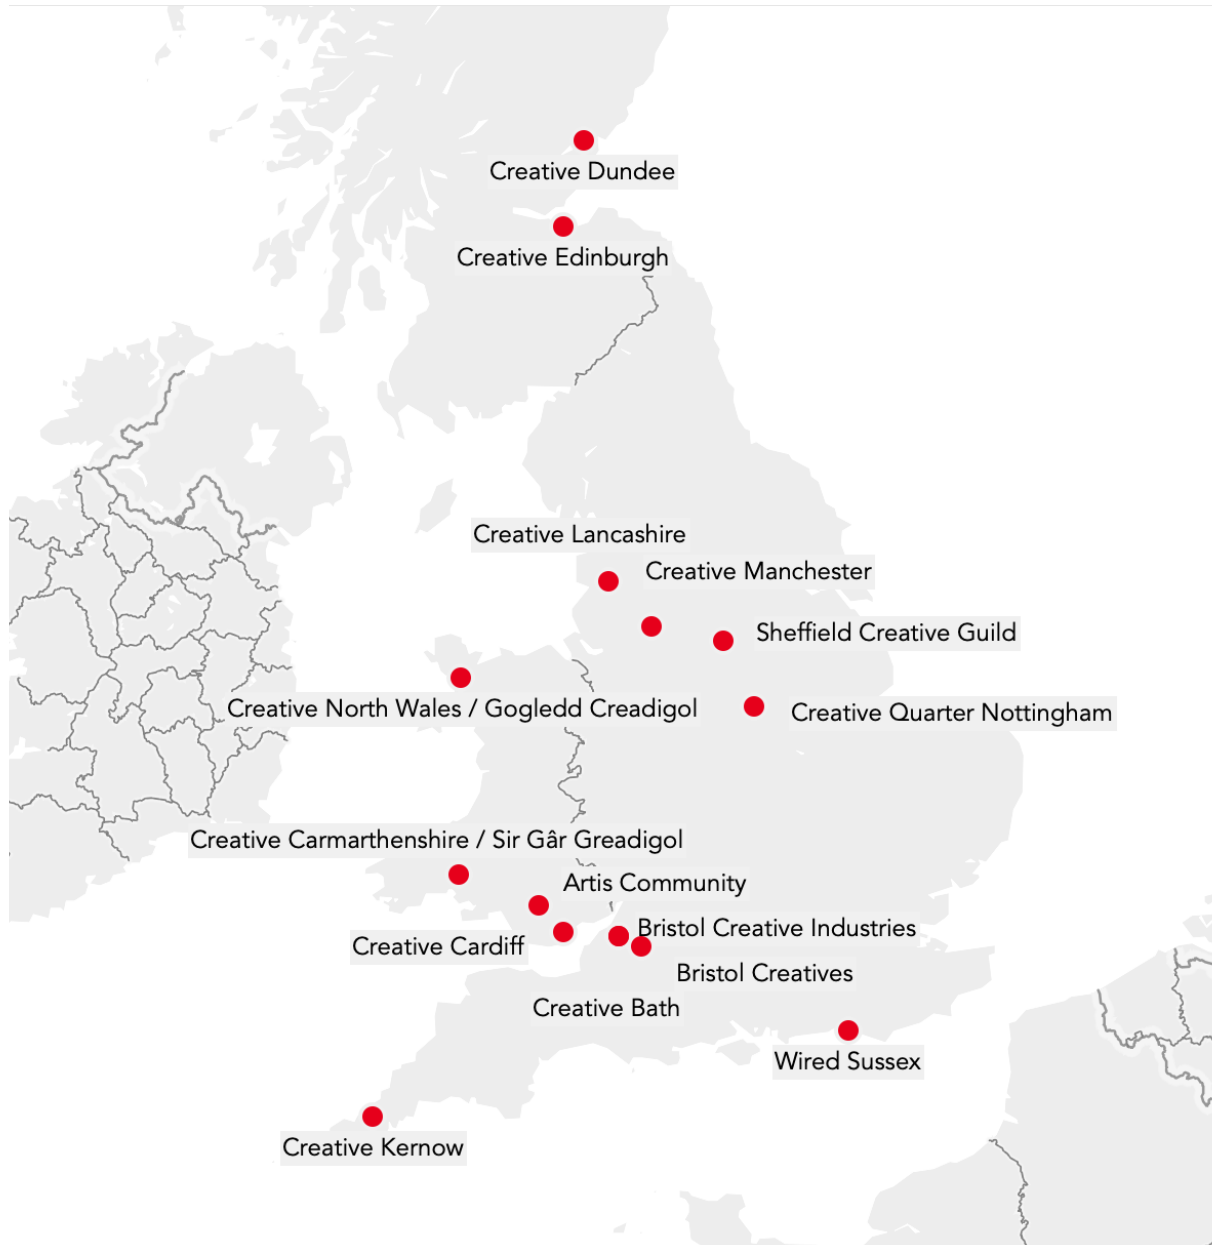 Creative Dundee
Creative Edinburgh
Creative Lancashire
Creative Manchester
Sheffield Creative Guild
Creative North Wales / Gogledd Creadigol
Creative Quarter Nottingham
Creative Carmarthenshire / Sir Gâr Greadigol
Artis Community
Bristol Creative Industries
Creative Cardiff
Bristol Creatives
Creative Bath
Wired Sussex
Creative Kernow